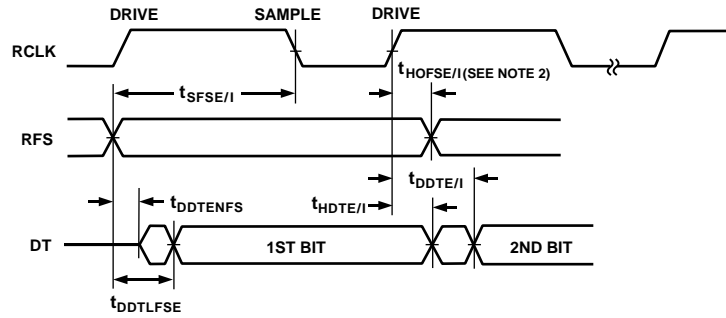 DRIVE SAMPLE DRIVE
RCLK
tHOFSE/I (SEE NOTE 2)
tSFSE/I
RFS
tDDTE/I
tDDTENFS
tHDTE/I
DT 1ST BIT 2ND BIT
tDDTLFSE